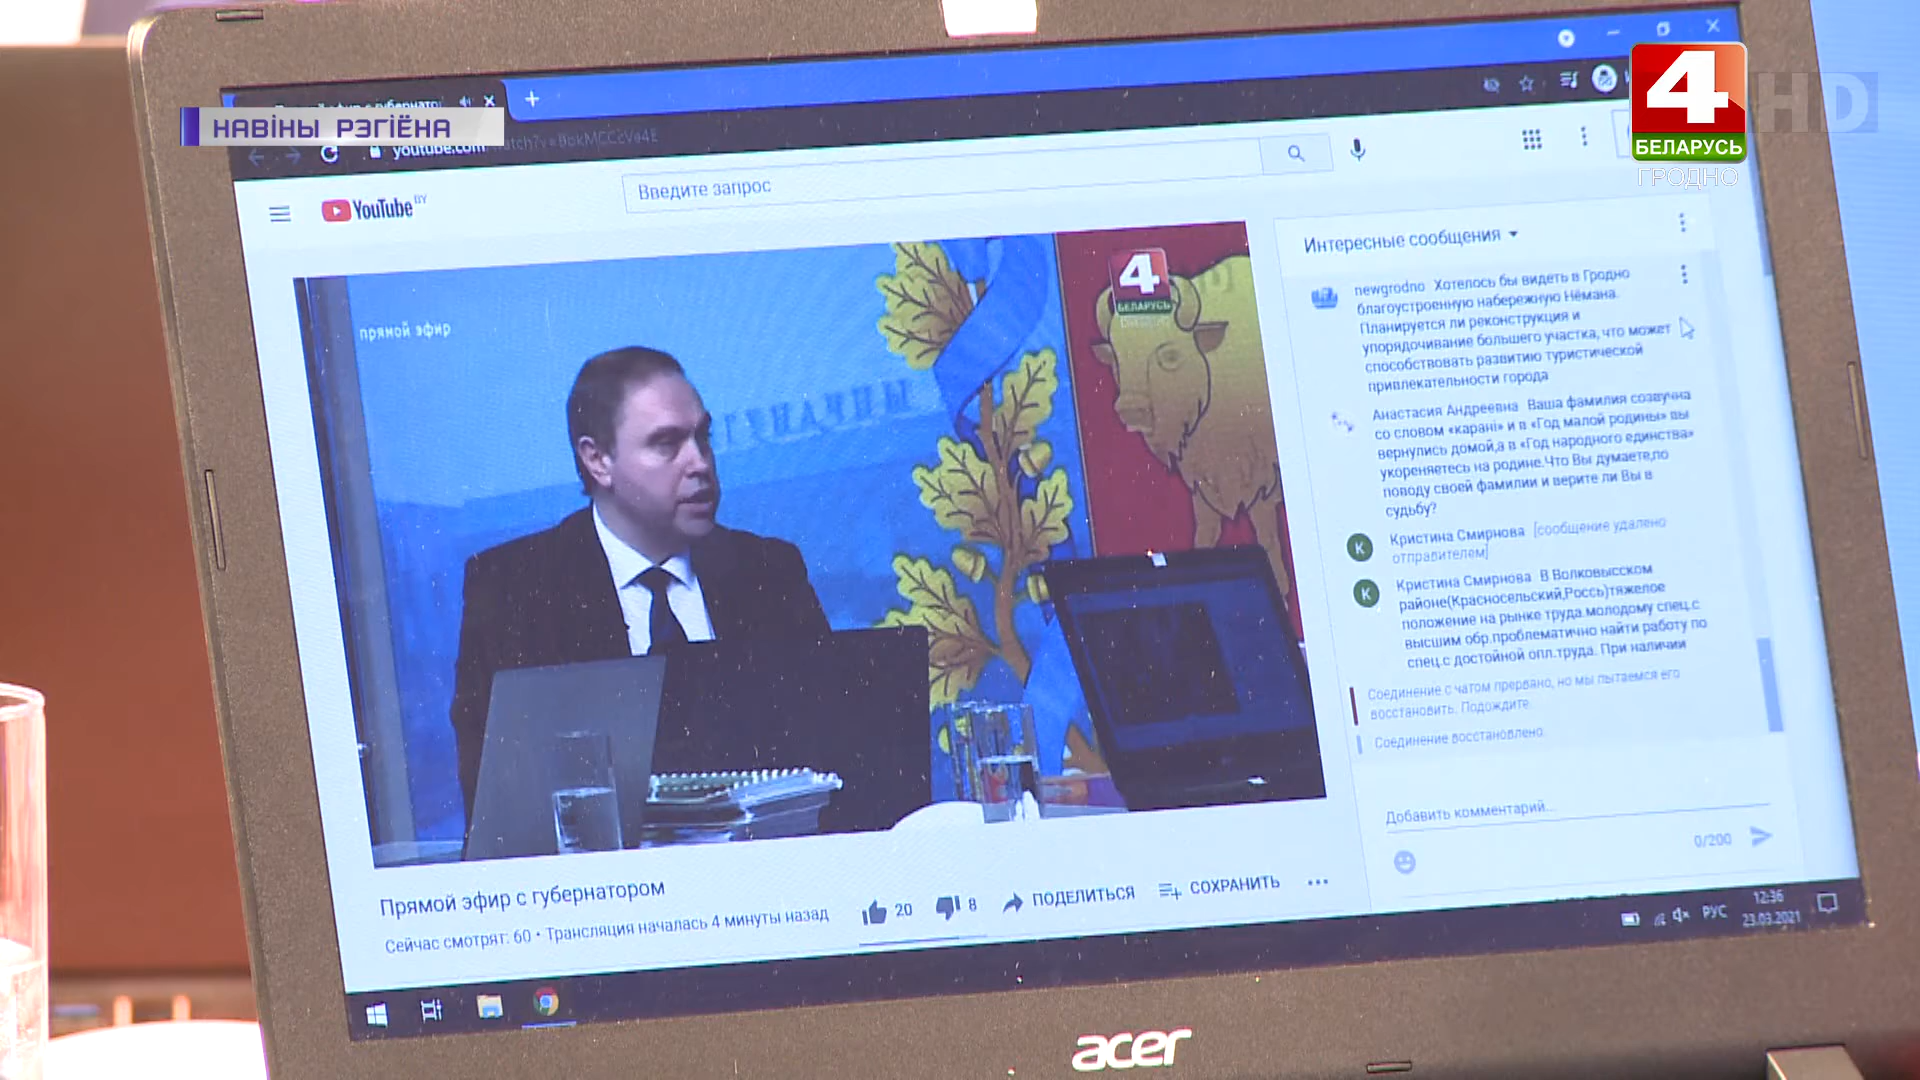 НАВІНЫ РЭГІЁНА
4
HD
БЕЛАРУСЬ
ГРОДНО
youtube.com
YouTube BY
Введите запрос
прямой эфир
4
БЕЛАРУСЬ
Интересные сообщения
newgrodno Хотелось бы видеть в Гродно
благоустроенную набережную Нёмана.
Планируется ли реконструкция и
упорядочивание большего участка, что может
способствовать развитию туристической
привлекательности города
Анастасия Андреевна Ваша фамилия созвучна
со словом «карані» и в «Год малой родины» вы
вернулись домой,а в «Год народного единства»
укореняетесь на родине.Что Вы думаете,по
поводу своей фамилии и верите ли Вы в
судьбу?
К Кристина Смирнова [сообщение удалено
отправителем]
К Кристина Смирнова В Волковысском
районе(Красносельский,Россь)тяжелое
положение на рынке труда.молодому спец.с
высшим обр.проблематично найти работу по
спец.с достойной опл.труда. При наличии
Соединение с чатом прервано, но мы пытаемся его
восстановить. Подождите.
Соединение восстановлено.
Добавить комментарий...
0/200
Прямой эфир с губернатором
Сейчас смотрят: 60 • Трансляция началась 4 минуты назад
20
8
ПОДЕЛИТЬСЯ
СОХРАНИТЬ
РУС
12:36
23.03.2021
acer